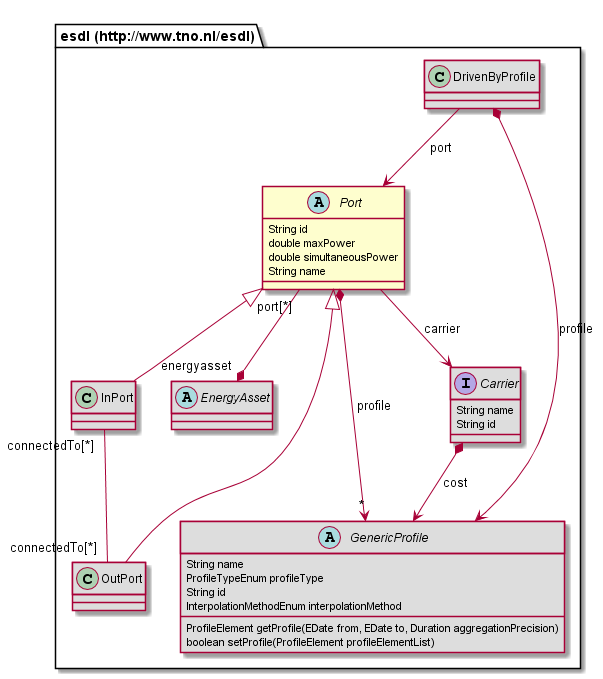 esdl (http://www.tno.nl/esdl)
C DrivenByProfile
port
A Port
String id
double maxPower
double simultaneousPower
String name
port[*]
carrier
profile
energyasset
C InPort
A EnergyAsset
I Carrier
String name
String id
profile
connectedTo[*]
cost
*
connectedTo[*]
C OutPort
A GenericProfile
String name
ProfileTypeEnum profileType
String id
InterpolationMethodEnum interpolationMethod
ProfileElement getProfile(EDate from, EDate to, Duration aggregationPrecision)
boolean setProfile(ProfileElement profileElementList)